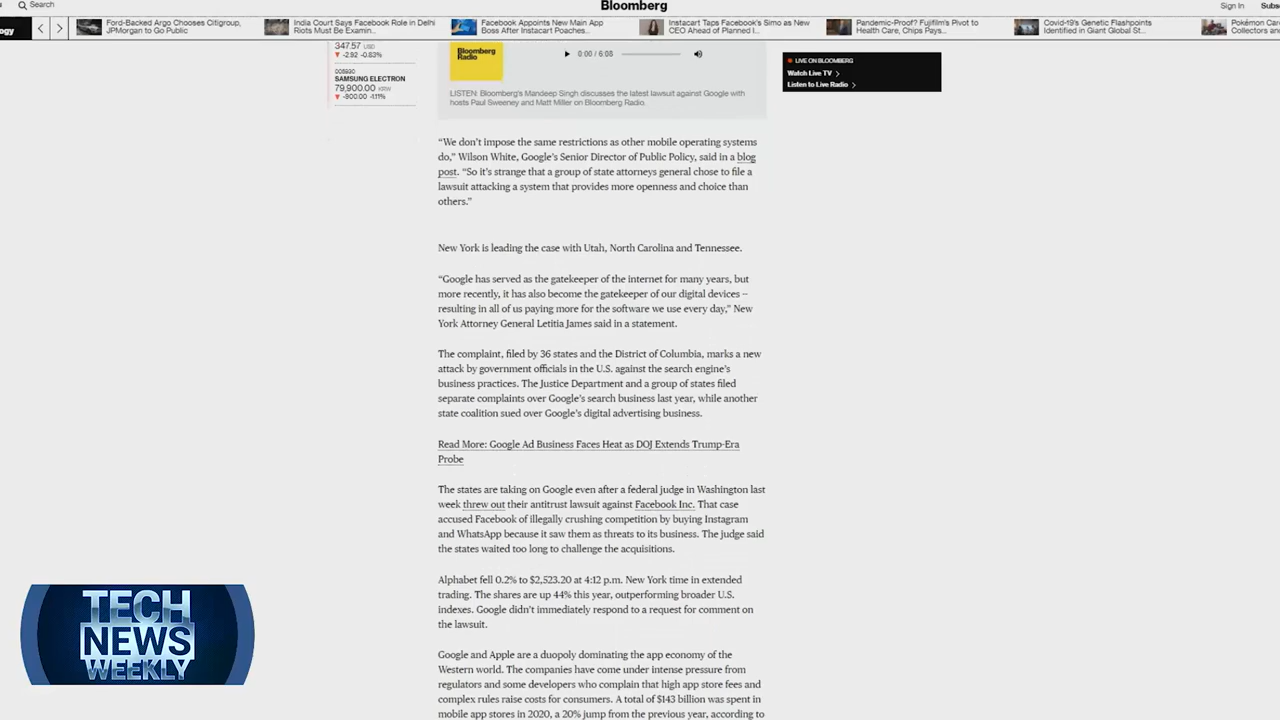 Bloomberg
Search
Sign In
Subs
ology
Ford-Backed Argo Chooses Citigroup,
JPMorgan to Go Public
India Court Says Facebook Role in Delhi
Riots Must Be Examin...
Facebook Appoints New Main App
Boss After Instacart Poaches...
Instacart Taps Facebook's Simo as New
CEO Ahead of Planned I...
Pandemic-Proof? Fujifilm's Pivot to
Health Care, Chips Pays...
Covid-19's Genetic Flashpoints
Identified in Giant Global St...
Pokémon Car
Collectors and
347.57 USD
-2.92 -0.83%
005930
SAMSUNG ELECTRON
79,900.00 KRW
-900.00 -1.11%
Bloomberg
Radio
0:00 / 6:08
LISTEN: Bloomberg's Mandeep Singh discusses the latest lawsuit against Google with
hosts Paul Sweeney and Matt Miller on Bloomberg Radio.
LIVE ON BLOOMBERG
Watch Live TV
Listen to Live Radio
“We don’t impose the same restrictions as other mobile operating systems
do,” Wilson White, Google’s Senior Director of Public Policy, said in a blog
post. “So it’s strange that a group of state attorneys general chose to file a
lawsuit attacking a system that provides more openness and choice than
others.”
New York is leading the case with Utah, North Carolina and Tennessee.
“Google has served as the gatekeeper of the internet for many years, but
more recently, it has also become the gatekeeper of our digital devices --
resulting in all of us paying more for the software we use every day,” New
York Attorney General Letitia James said in a statement.
The complaint, filed by 36 states and the District of Columbia, marks a new
attack by government officials in the U.S. against the search engine’s
business practices. The Justice Department and a group of states filed
separate complaints over Google’s search business last year, while another
state coalition sued over Google’s digital advertising business.
Read More: Google Ad Business Faces Heat as DOJ Extends Trump-Era
Probe
The states are taking on Google even after a federal judge in Washington last
week threw out their antitrust lawsuit against Facebook Inc. That case
accused Facebook of illegally crushing competition by buying Instagram
and WhatsApp because it saw them as threats to its business. The judge said
the states waited too long to challenge the acquisitions.
Alphabet fell 0.2% to $2,523.20 at 4:12 p.m. New York time in extended
trading. The shares are up 44% this year, outperforming broader U.S.
indexes. Google didn’t immediately respond to a request for comment on
the lawsuit.
Google and Apple are a duopoly dominating the app economy of the
Western world. The companies have come under intense pressure from
regulators and some developers who complain that high app store fees and
complex rules raise costs for consumers. A total of $143 billion was spent in
mobile app stores in 2020, a 20% jump from the previous year, according to
TECH
NEWS
WEEKLY